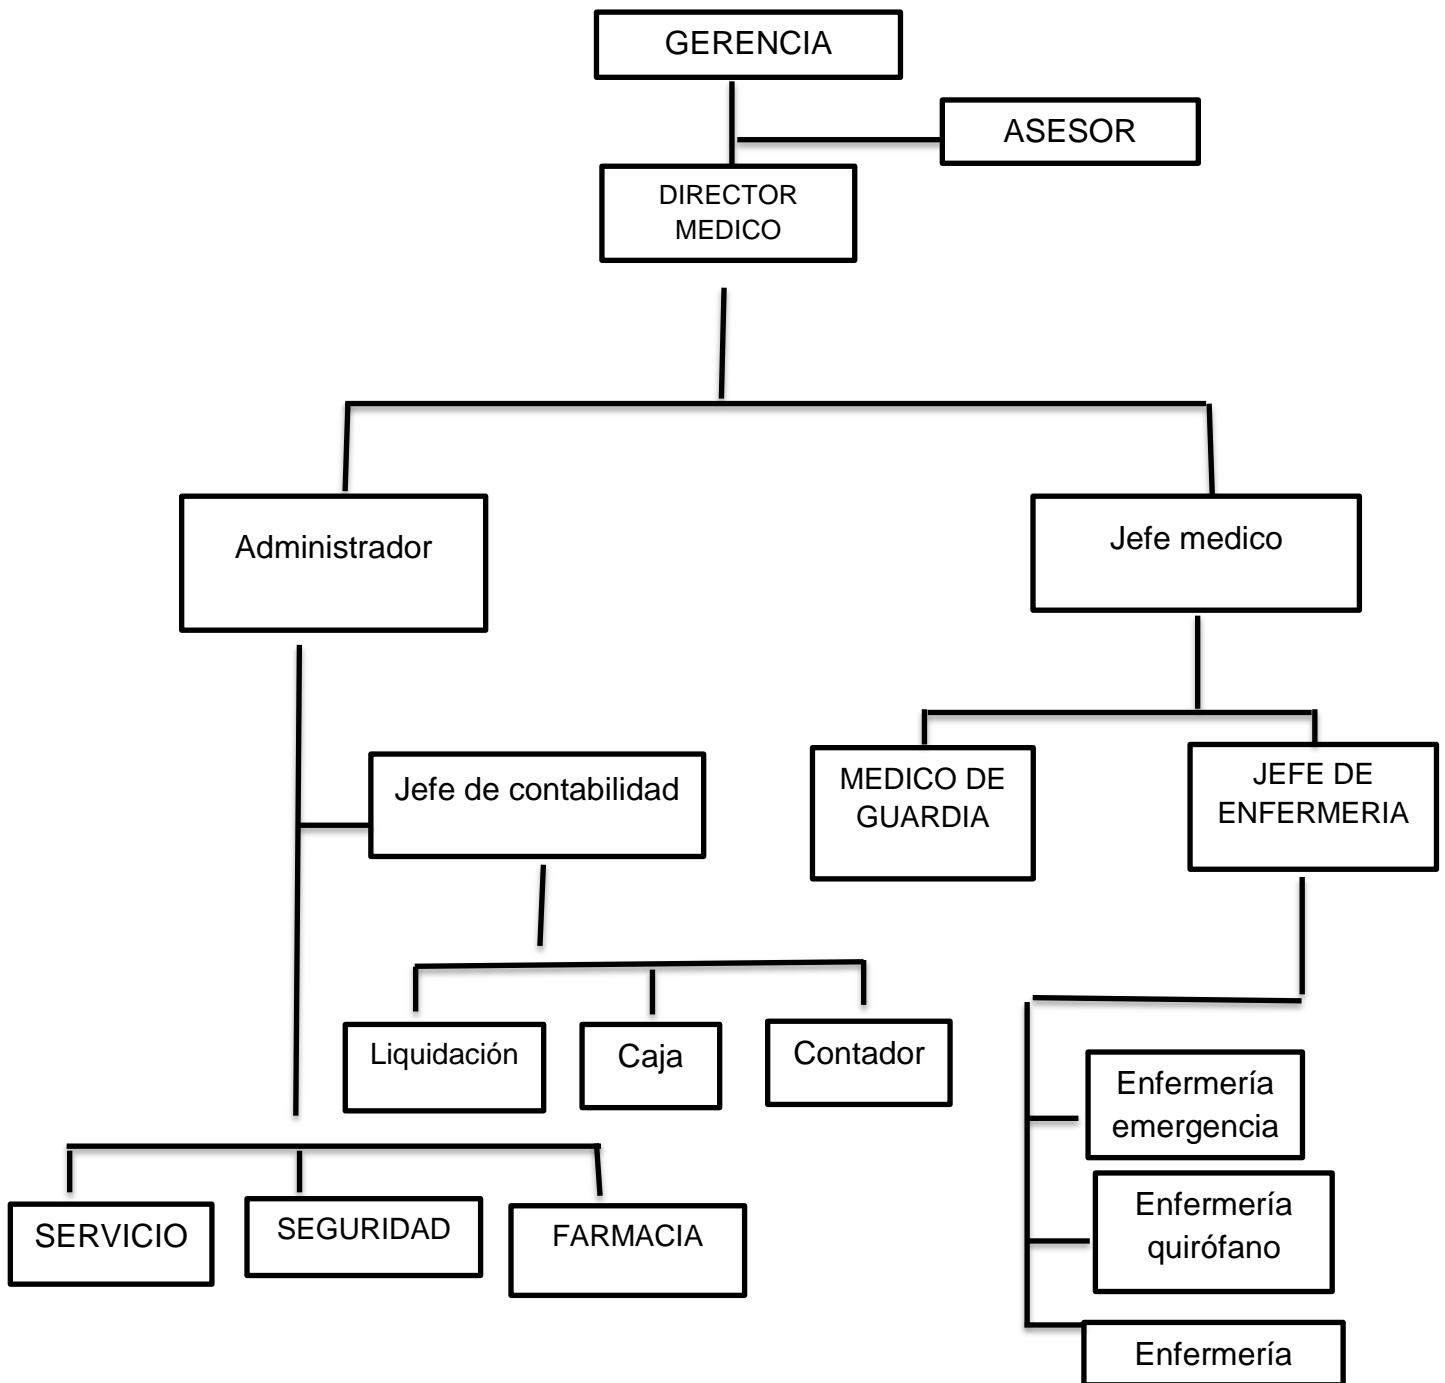 GERENCIA
ASESOR
DIRECTOR
MEDICO
Administrador
Jefe medico
Jefe de contabilidad
MEDICO DE
GUARDIA
JEFE DE
ENFERMERIA
Liquidación
Caja
Contador
Enfermería
emergencia
Enfermería
quirófano
Enfermería
SERVICIO
SEGURIDAD
FARMACIA